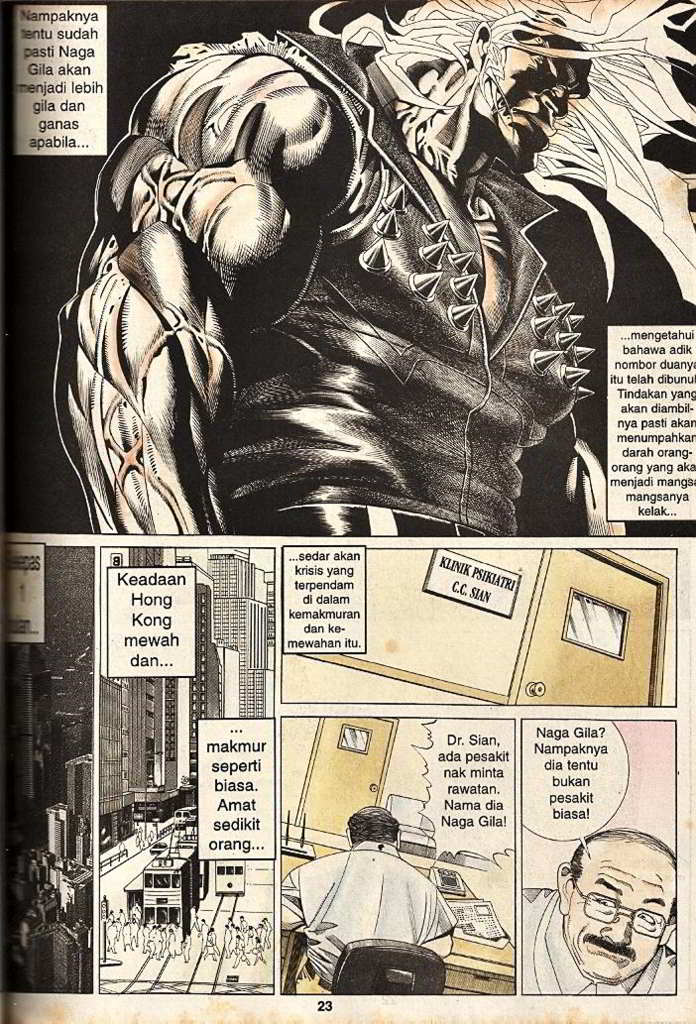 Nampaknya
tentu sudah
pasti Naga
Gila akan
menjadi lebih
gila dan
ganas
apabila...
...mengetahui
bahawa adik
nombor duanya
itu telah dibunuh
Tindakan yang
akan diambil-
nya pasti akan
menumpahkan
darah orang-
orang yang akan
menjadi mangsa-
mangsanya
kelak...
1
Keadaan
Hong
Kong
mewah
dan...
...
makmur
seperti
biasa.
Amat
sedikit
orang...
...sedar akan
krisis yang
terpendam
di dalam
kemakmuran
dan ke-
mewahan itu.
KLINIK PSIKIATRI
C.C. SIAN
Dr. Sian,
ada pesakit
nak minta
rawatan.
Nama dia
Naga Gila!
Naga Gila?
Nampaknya
dia tentu
bukan
pesakit
biasa!
23